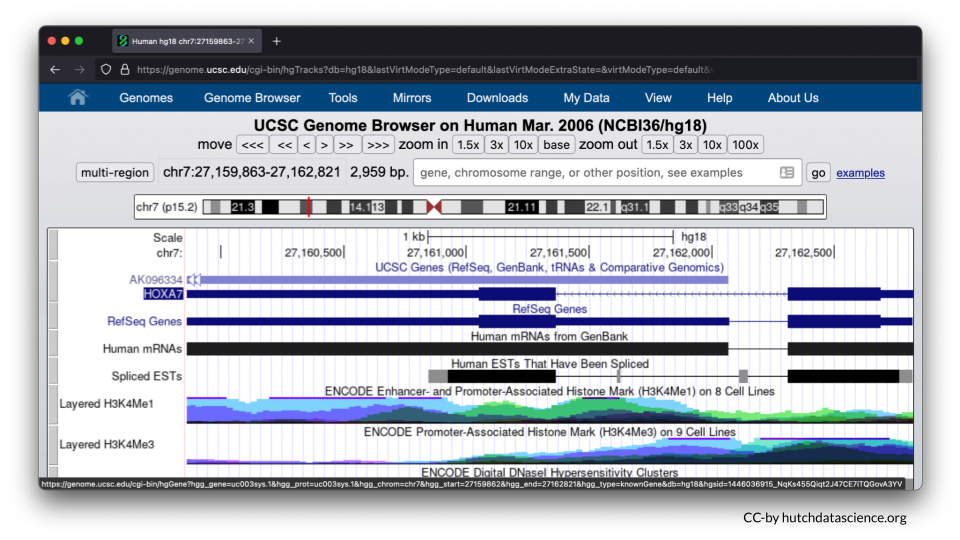 Human hg18 chr7:27159863-27
https://genome.ucsc.edu/cgi-bin/hgTracks?db=hg18&lastVirtModeType=default&lastVirtModeExtraState=&virtModeType=default&
Genomes Genome Browser Tools Mirrors Downloads My Data View Help About Us
UCSC Genome Browser on Human Mar. 2006 (NCBI36/hg18)
move <<< << < > >> >>> zoom in 1.5x 3x 10x base zoom out 1.5x 3x 10x 100x
multi-region chr7:27,159,863-27,162,821 2,959 bp. gene, chromosome range, or other position, see examples go examples
chr7 (p15.2) 21.3 14.1 13 21.11 22.1 q31.1 q33 q34 q35
Scale 1 kb hg18
chr7: 27,160,500 27,161,000 27,161,500 27,162,000 27,162,500
UCSC Genes (RefSeq, GenBank, tRNAs & Comparative Genomics)
AK096334
HOXA7
RefSeq Genes
RefSeq Genes
Human mRNAs from GenBank
Human mRNAs
Human ESTs That Have Been Spliced
Spliced ESTs
ENCODE Enhancer- and Promoter-Associated Histone Mark (H3K4Me1) on 8 Cell Lines
Layered H3K4Me1
ENCODE Promoter-Associated Histone Mark (H3K4Me3) on 9 Cell Lines
Layered H3K4Me3
ENCODE Digital DNaseI Hypersensitivity Clusters
https://genome.ucsc.edu/cgi-bin/hgGene?hgg_gene=uc003sys.1&hgg_prot=uc003sys.1&hgg_chrom=chr7&hgg_start=27159862&hgg_end=27162821&hgg_type=knownGene&db=hg18&hgsid=1446036915_NqKs455Qiqt2J47CE7iTQGovA3YV
CC-by hutchdatascience.org